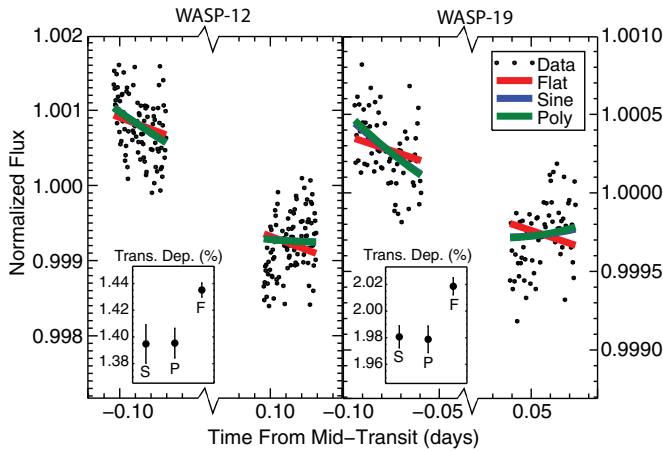 WASP-12
WASP-19
1.002
1.001
1.000
0.999
0.998
Normalized Flux
Trans. Dep. (%)
1.44
1.42
1.40
1.38
S
P
F
−0.10
0.10
Data
Flat
Sine
Poly
1.0010
1.0005
1.0000
0.9995
0.9990
Trans. Dep. (%)
2.02
2.00
1.98
1.96
S
P
F
−0.10
−0.05
0.05
Time From Mid−Transit (days)